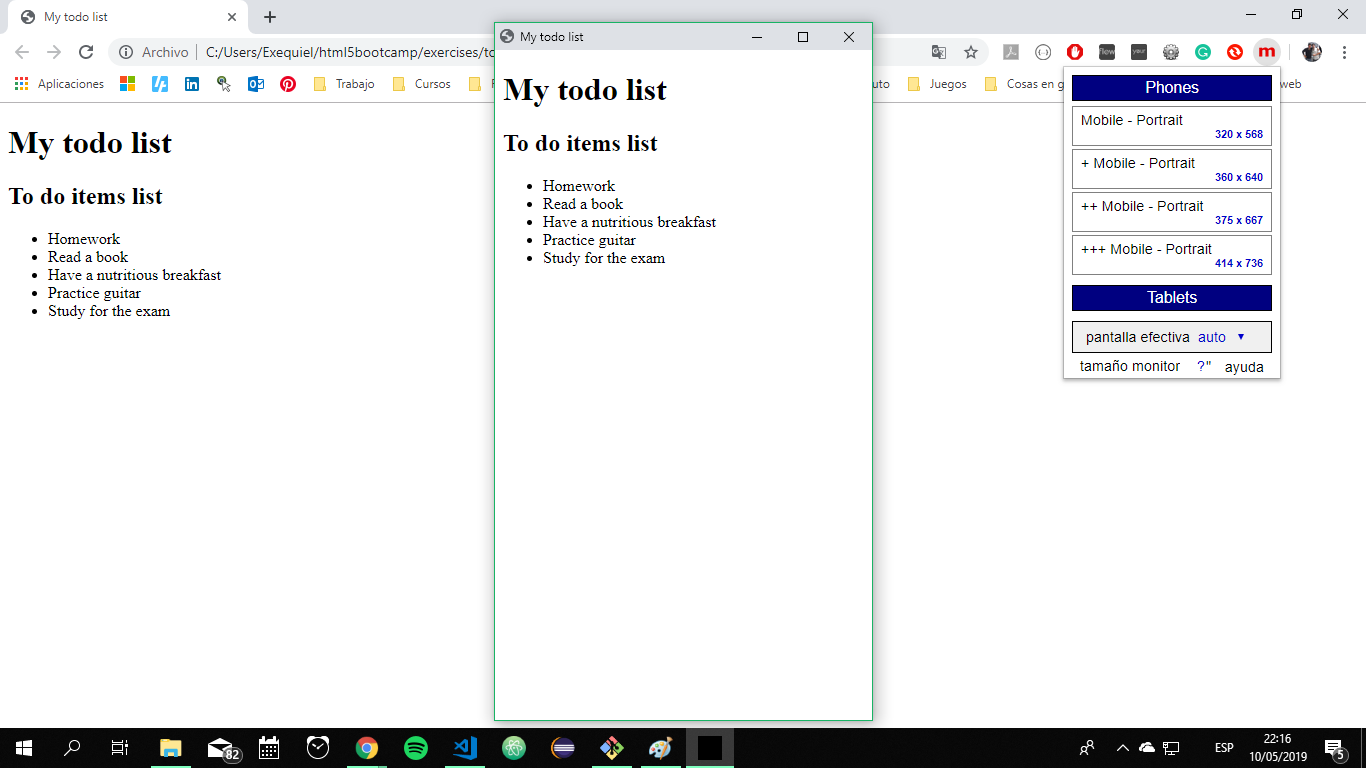 My todo list
Archivo
C:/Users/Exequiel/html5bootcamp/exercises/to
Aplicaciones
Trabajo
Cursos
Juegos
Cosas en g
web
My todo list
To do items list
• Homework
• Read a book
• Have a nutritious breakfast
• Practice guitar
• Study for the exam
My todo list
My todo list
To do items list
• Homework
• Read a book
• Have a nutritious breakfast
• Practice guitar
• Study for the exam
Phones
Mobile - Portrait
320 x 568
+ Mobile - Portrait
360 x 640
++ Mobile - Portrait
375 x 667
+++ Mobile - Portrait
414 x 736
Tablets
pantalla efectiva auto ▼
tamaño monitor ?" ayuda
82
ESP
22:16
10/05/2019
5